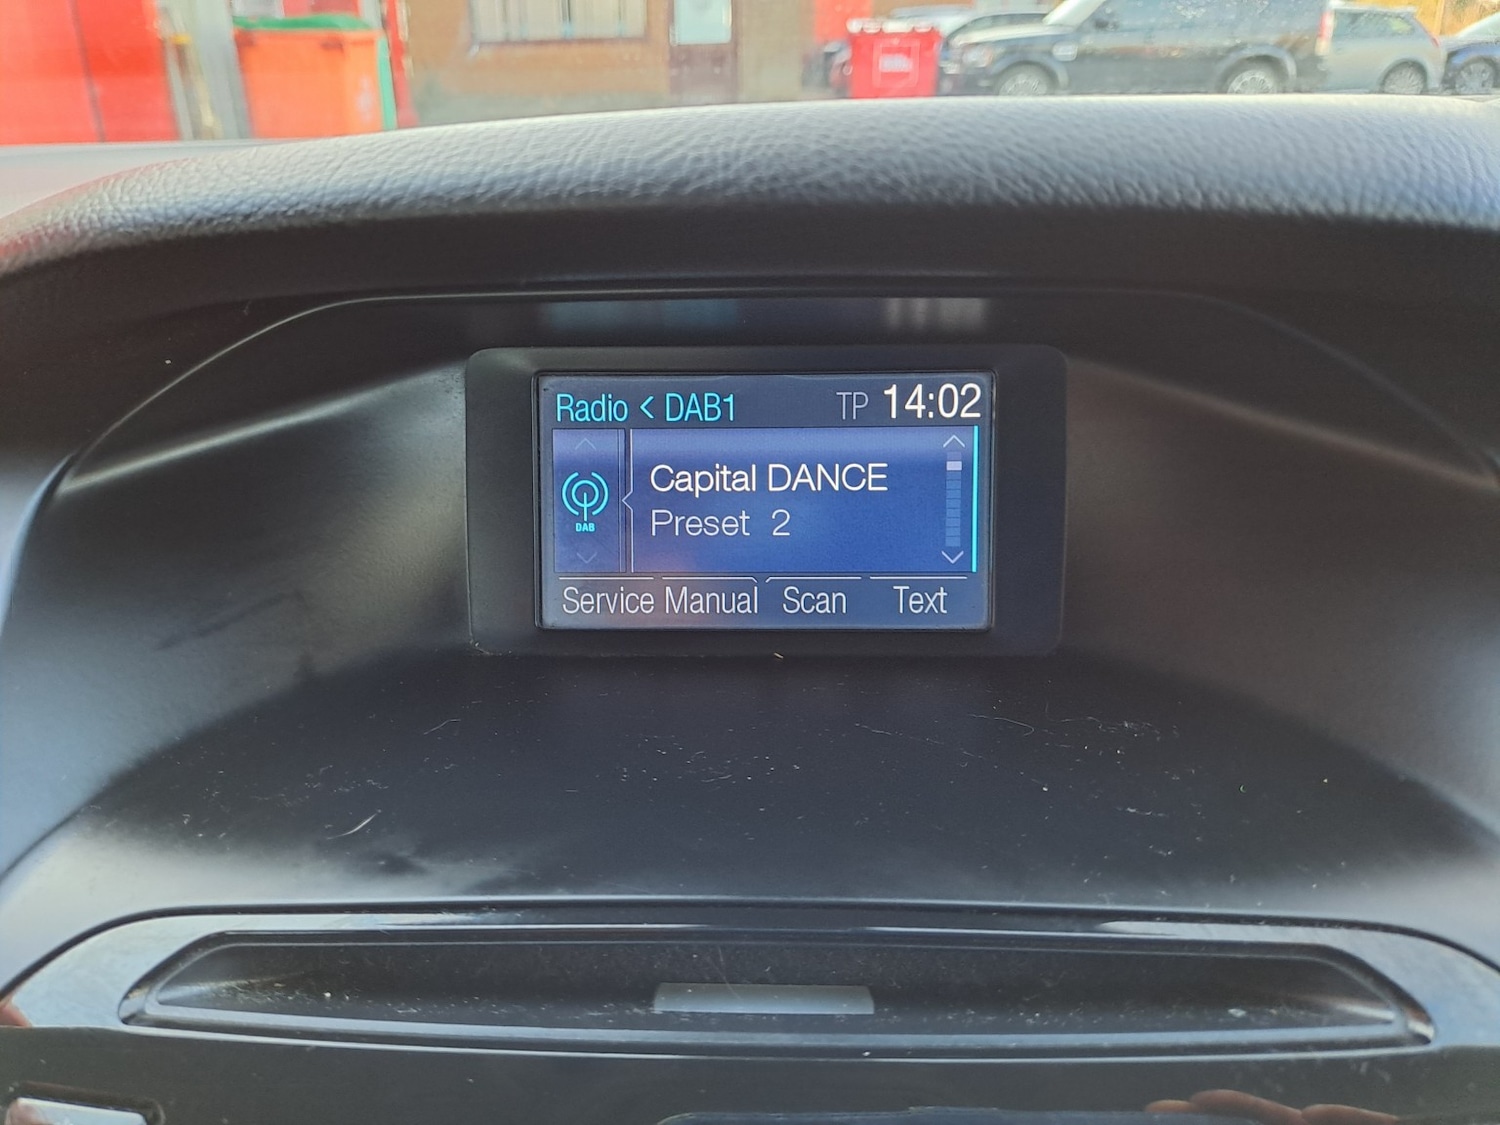 Radio < DAB1 TP 14:02
Capital DANCE
DAB
Preset 2
Service Manual Scan Text